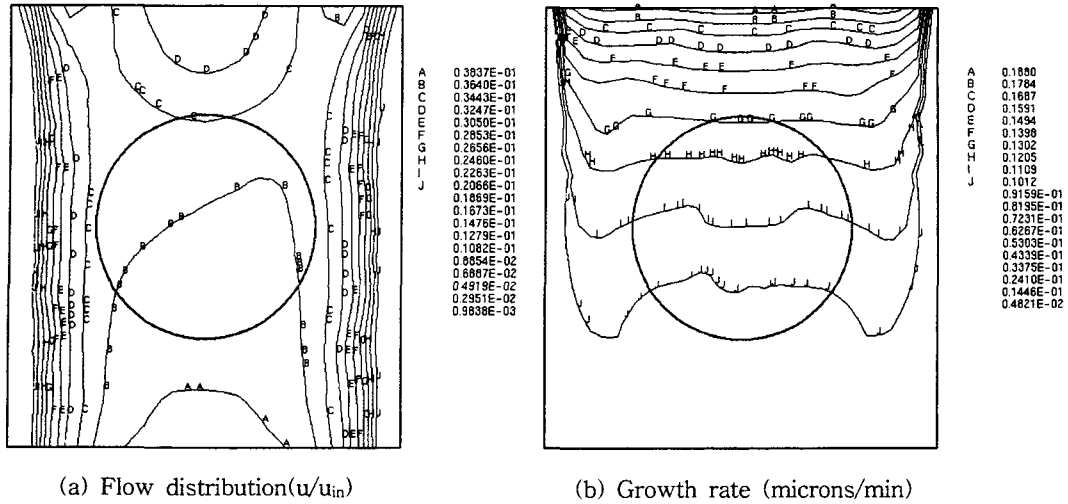 A 0.3837E-01
B 0.3640E-01
C 0.3443E-01
D 0.3247E-01
E 0.3050E-01
F 0.2853E-01
G 0.2656E-01
H 0.2460E-01
I 0.2263E-01
J 0.2066E-01
0.1869E-01
0.1673E-01
0.1476E-01
0.1279E-01
0.1082E-01
0.8854E-02
0.6887E-02
0.4919E-02
0.2951E-02
0.9838E-03
(a) Flow distribution(u/uin)
A 0.1880
B 0.1784
C 0.1687
D 0.1591
E 0.1494
F 0.1398
G 0.1302
H 0.1205
I 0.1109
J 0.1012
0.9159E-01
0.8195E-01
0.7231E-01
0.6267E-01
0.5303E-01
0.4339E-01
0.3375E-01
0.2410E-01
0.1446E-01
0.4821E-02
(b) Growth rate (microns/min)